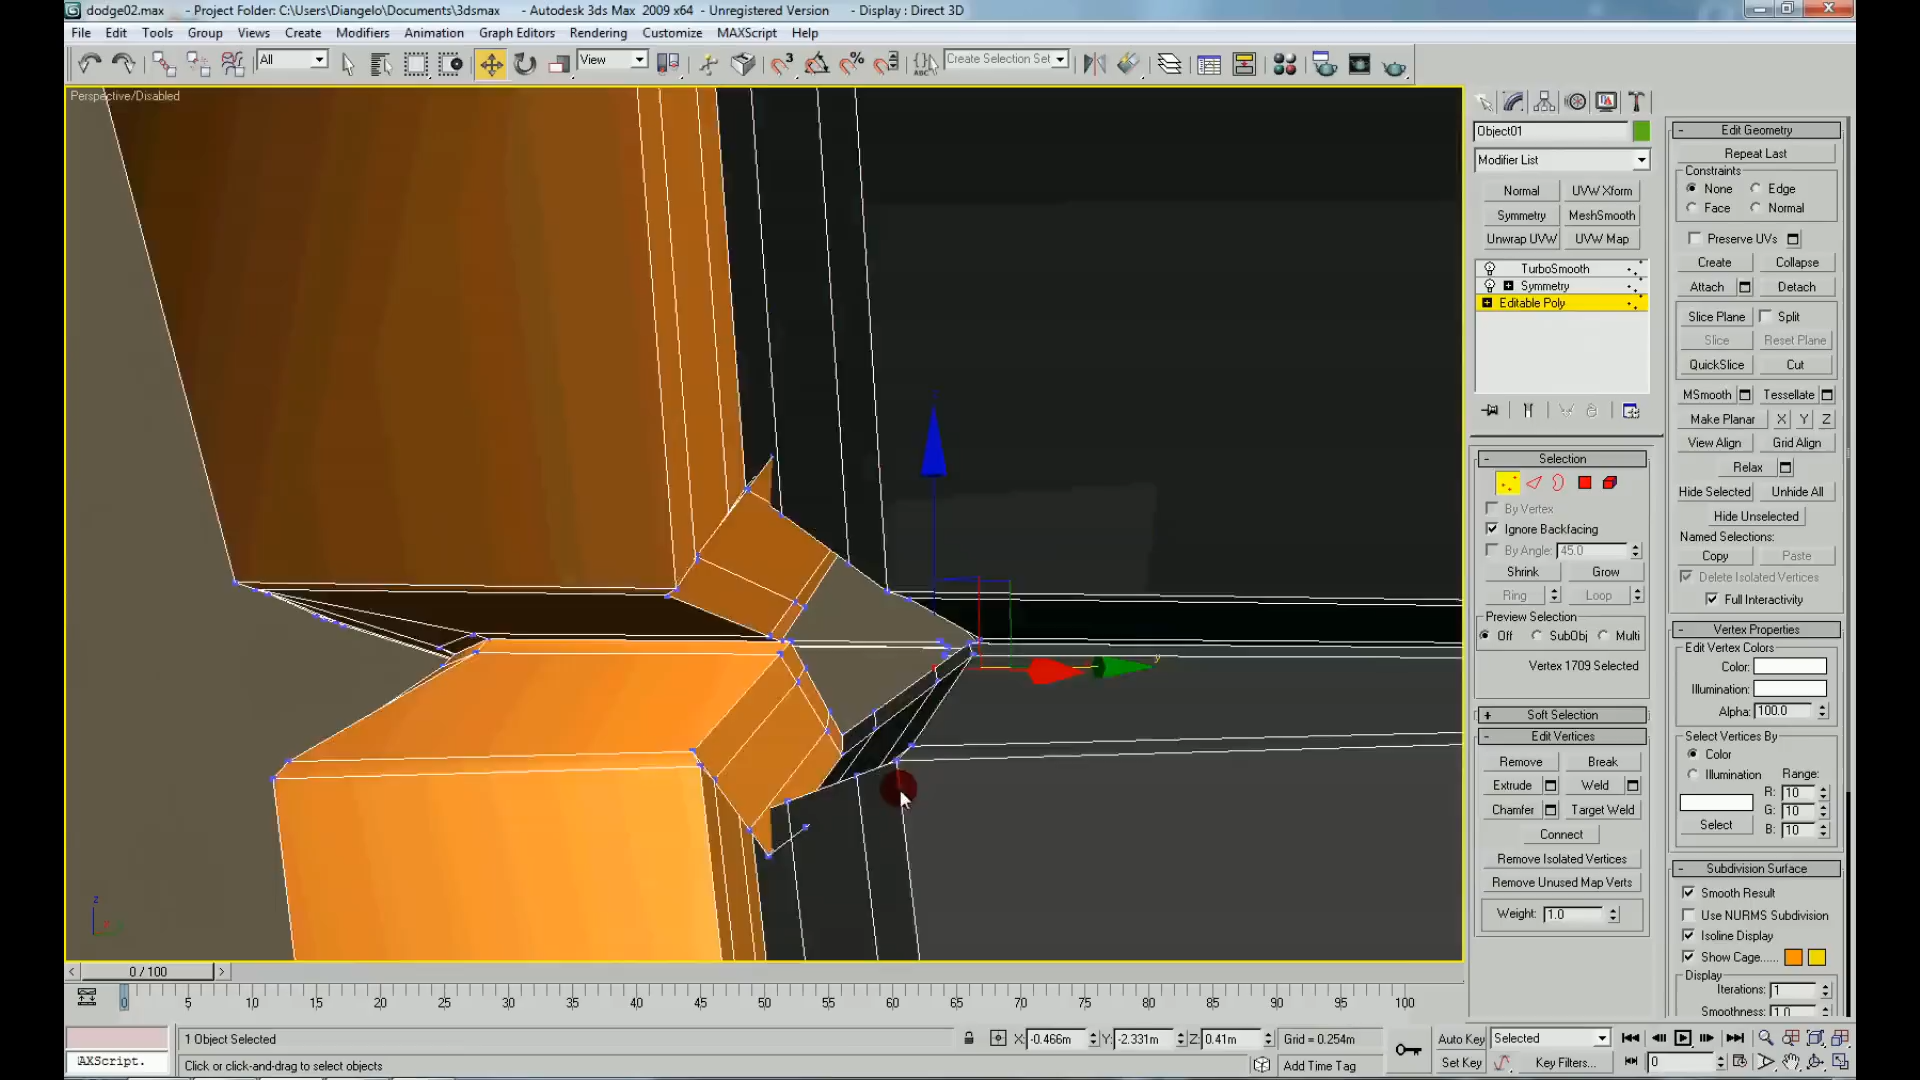 dodge02.max - Project Folder: C:\Users\Diangelo\Documents\3dsmax - Autodesk 3ds Max 2009 x64 - Unregistered Version - Display : Direct 3D
File Edit Tools Group Views Create Modifiers Animation Graph Editors Rendering Customize MAXScript Help
All View Create Selection Set
Perspective/Disabled
Object01
Modifier List
Normal UVW Xform
Symmetry MeshSmooth
Unwrap UVW UVW Map
TurboSmooth
Symmetry
Editable Poly
- Selection
By Vertex
Ignore Backfacing
By Angle: 45.0
Shrink Grow
Ring Loop
Preview Selection
Off SubObj Multi
Vertex 1709 Selected
+ Soft Selection
- Edit Vertices
Remove Break
Extrude Weld
Chamfer Target Weld
Connect
Remove Isolated Vertices
Remove Unused Map Verts
Weight: 1.0
- Edit Geometry
Repeat Last
Constraints
None Edge
Face Normal
Preserve UVs
Create Collapse
Attach Detach
Slice Plane Split
Slice Reset Plane
QuickSlice Cut
MSmooth Tessellate
Make Planar X Y Z
View Align Grid Align
Relax
Hide Selected Unhide All
Hide Unselected
Named Selections:
Copy Paste
Delete Isolated Vertices
Full Interactivity
- Vertex Properties
Edit Vertex Colors
Color:
Illumination:
Alpha: 100.0
Select Vertices By
Color
Illumination Range:
R: 10
G: 10
Select B: 10
- Subdivision Surface
Smooth Result
Use NURMS Subdivision
Isoline Display
Show Cage......
Display
Iterations: 1
Smoothness: 1.0
0 / 100
0 5 10 15 20 25 30 35 40 45 50 55 60 65 70 75 80 85 90 95 100
1 Object Selected X: -0.466m Y: -2.331m Z: 0.41m Grid = 0.254m Auto Key Selected
AXScript. Click or click-and-drag to select objects Add Time Tag Set Key Key Filters... 0